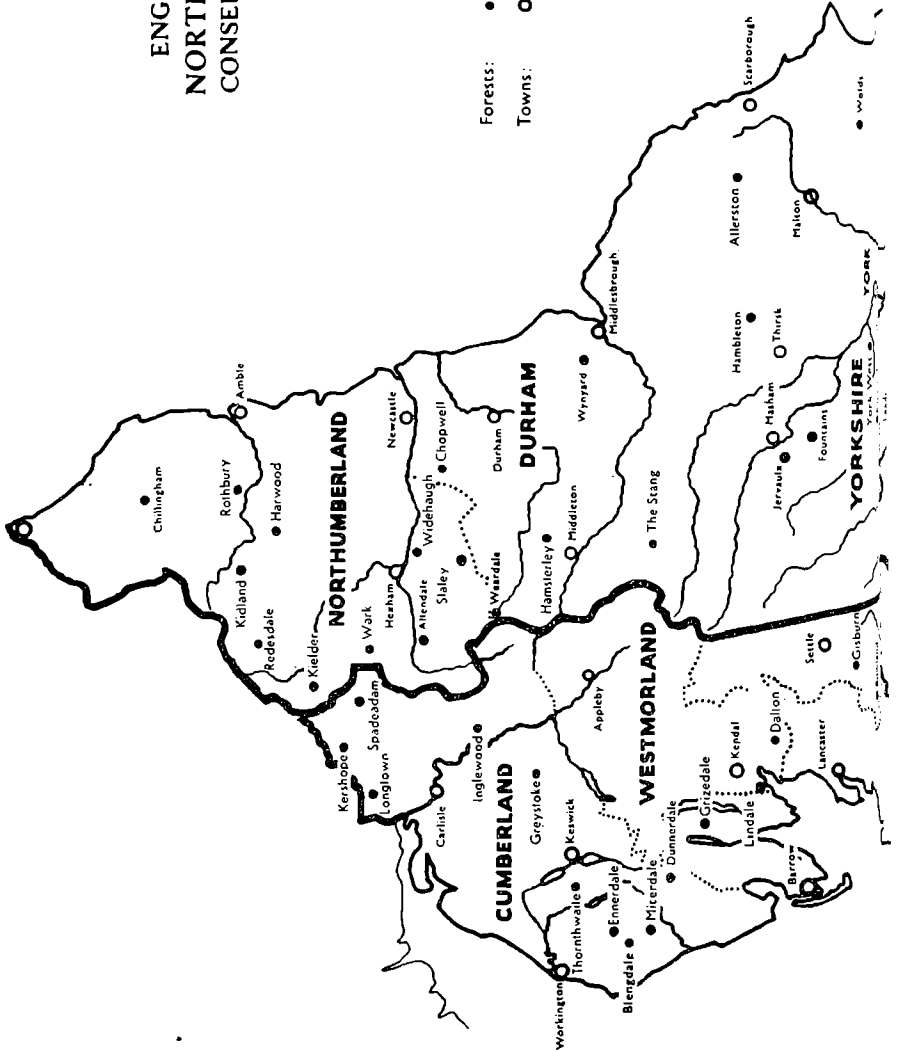 ENG
NORT
CONSE
Forests:
Towns:
Chillingham
Rothbury
Amble
Harwood
Kidland
Redesdale
Kielder
NORTHUMBERLAND
Wark
Hexham
Newcastle
Allendale
Widehaugh
Chopwell
Slaley
Weardale
Durham
DURHAM
Hamsterley
Middleton
Wynyard
Middlesbrough
The Stang
Scarborough
Allerston
Malton
Wolds
Hambleton
Thirsk
Masham
Jervaulx
Fountains
YORK
YORKSHIRE
Kershope
Spadeadam
Longtown
Carlisle
Inglewood
CUMBERLAND
Greystoke
Keswick
Workington
Thornthwaite
Ennerdale
Blengdale
Miterdale
Dunnerdale
Appleby
WESTMORLAND
Grizedale
Kendal
Dalton
Lindale
Barrow
Lancaster
Settle
Gisburn